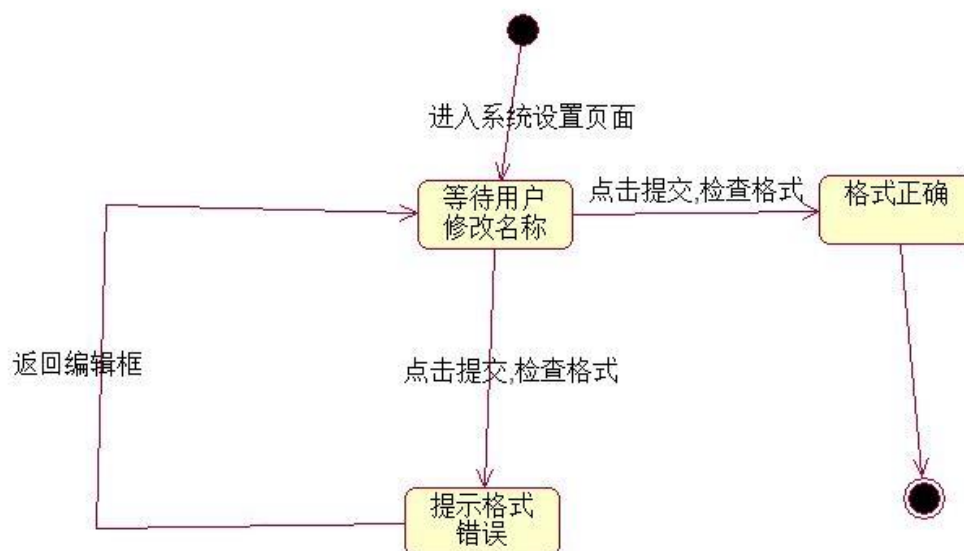 进入系统设置页面
等待用户
修改名称
点击提交,检查格式
格式正确
返回编辑框
点击提交,检查格式
提示格式
错误